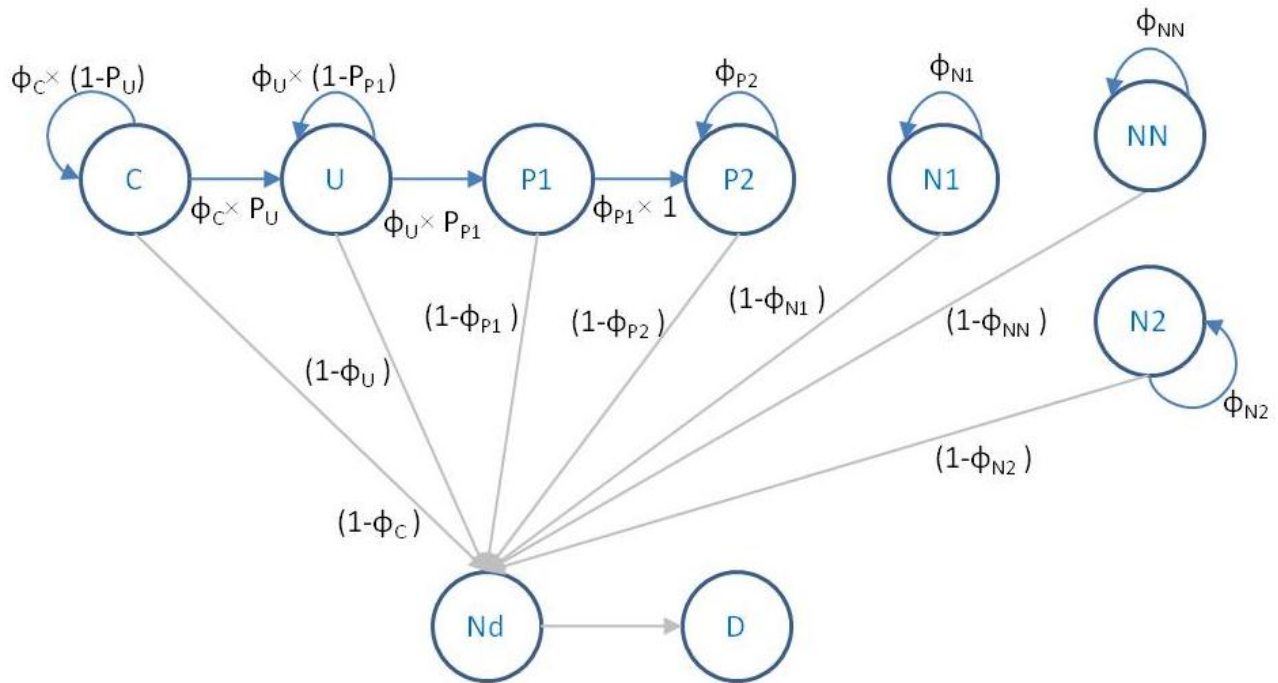 ϕNN
ϕC × (1-PU)
ϕU × (1-PP1)
ϕP2
ϕN1
C
U
P1
P2
N1
NN
ϕC × PU
ϕU × PP1
ϕP1 × 1
(1-ϕP1)
(1-ϕP2)
(1-ϕN1)
(1-ϕNN)
N2
(1-ϕU)
ϕN2
(1-ϕN2)
(1-ϕC)
Nd
D